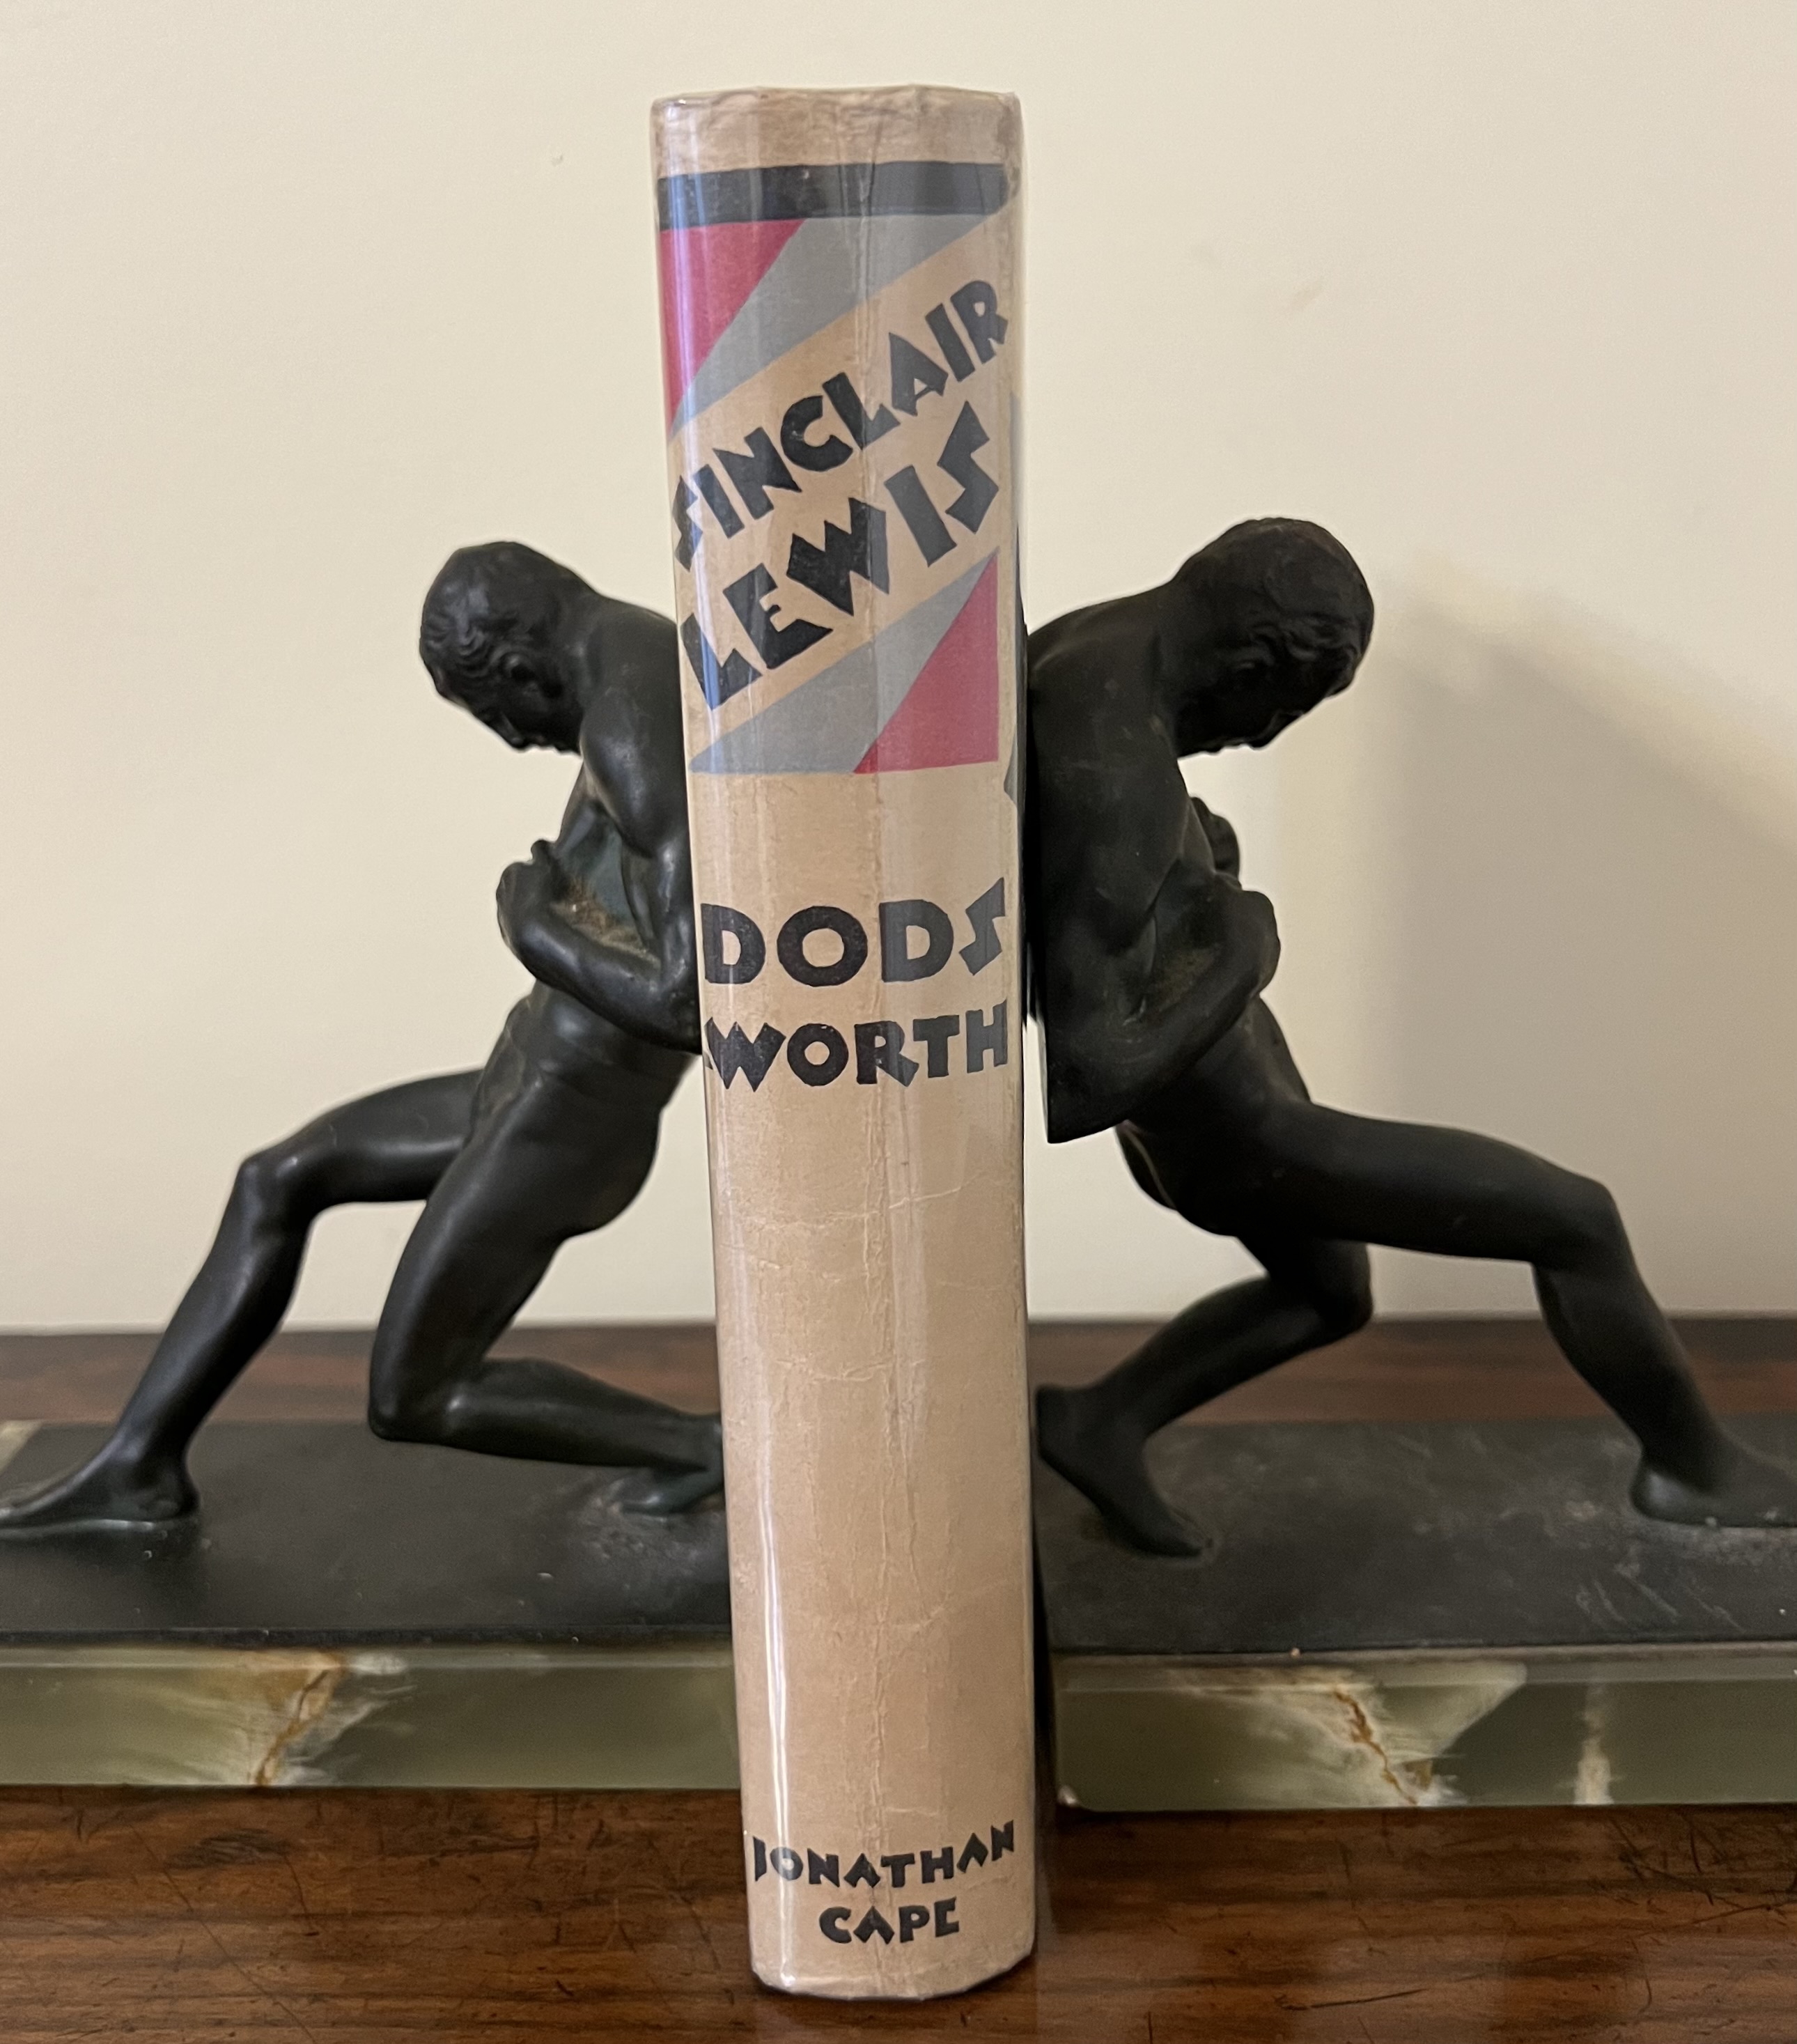 SINCLAIR
LEWIS
DODS
WORTH
JONATHAN
CAPE